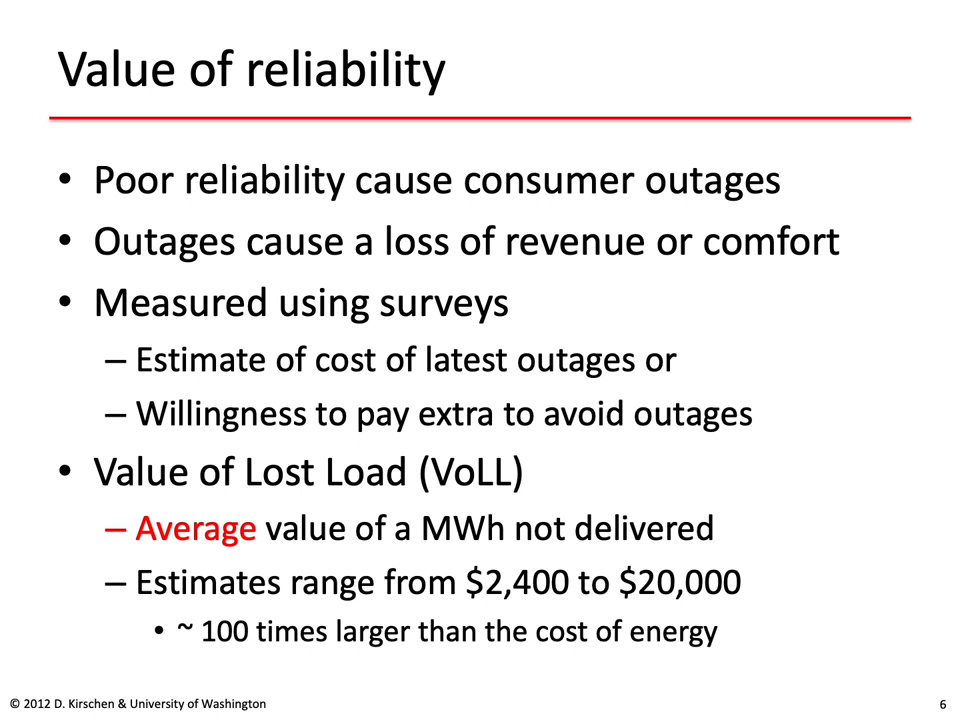 Value of reliability
• Poor reliability cause consumer outages
• Outages cause a loss of revenue or comfort
• Measured using surveys
– Estimate of cost of latest outages or
– Willingness to pay extra to avoid outages
• Value of Lost Load (VoLL)
– Average value of a MWh not delivered
– Estimates range from $2,400 to $20,000
• ~ 100 times larger than the cost of energy
© 2012 D. Kirschen & University of Washington
6